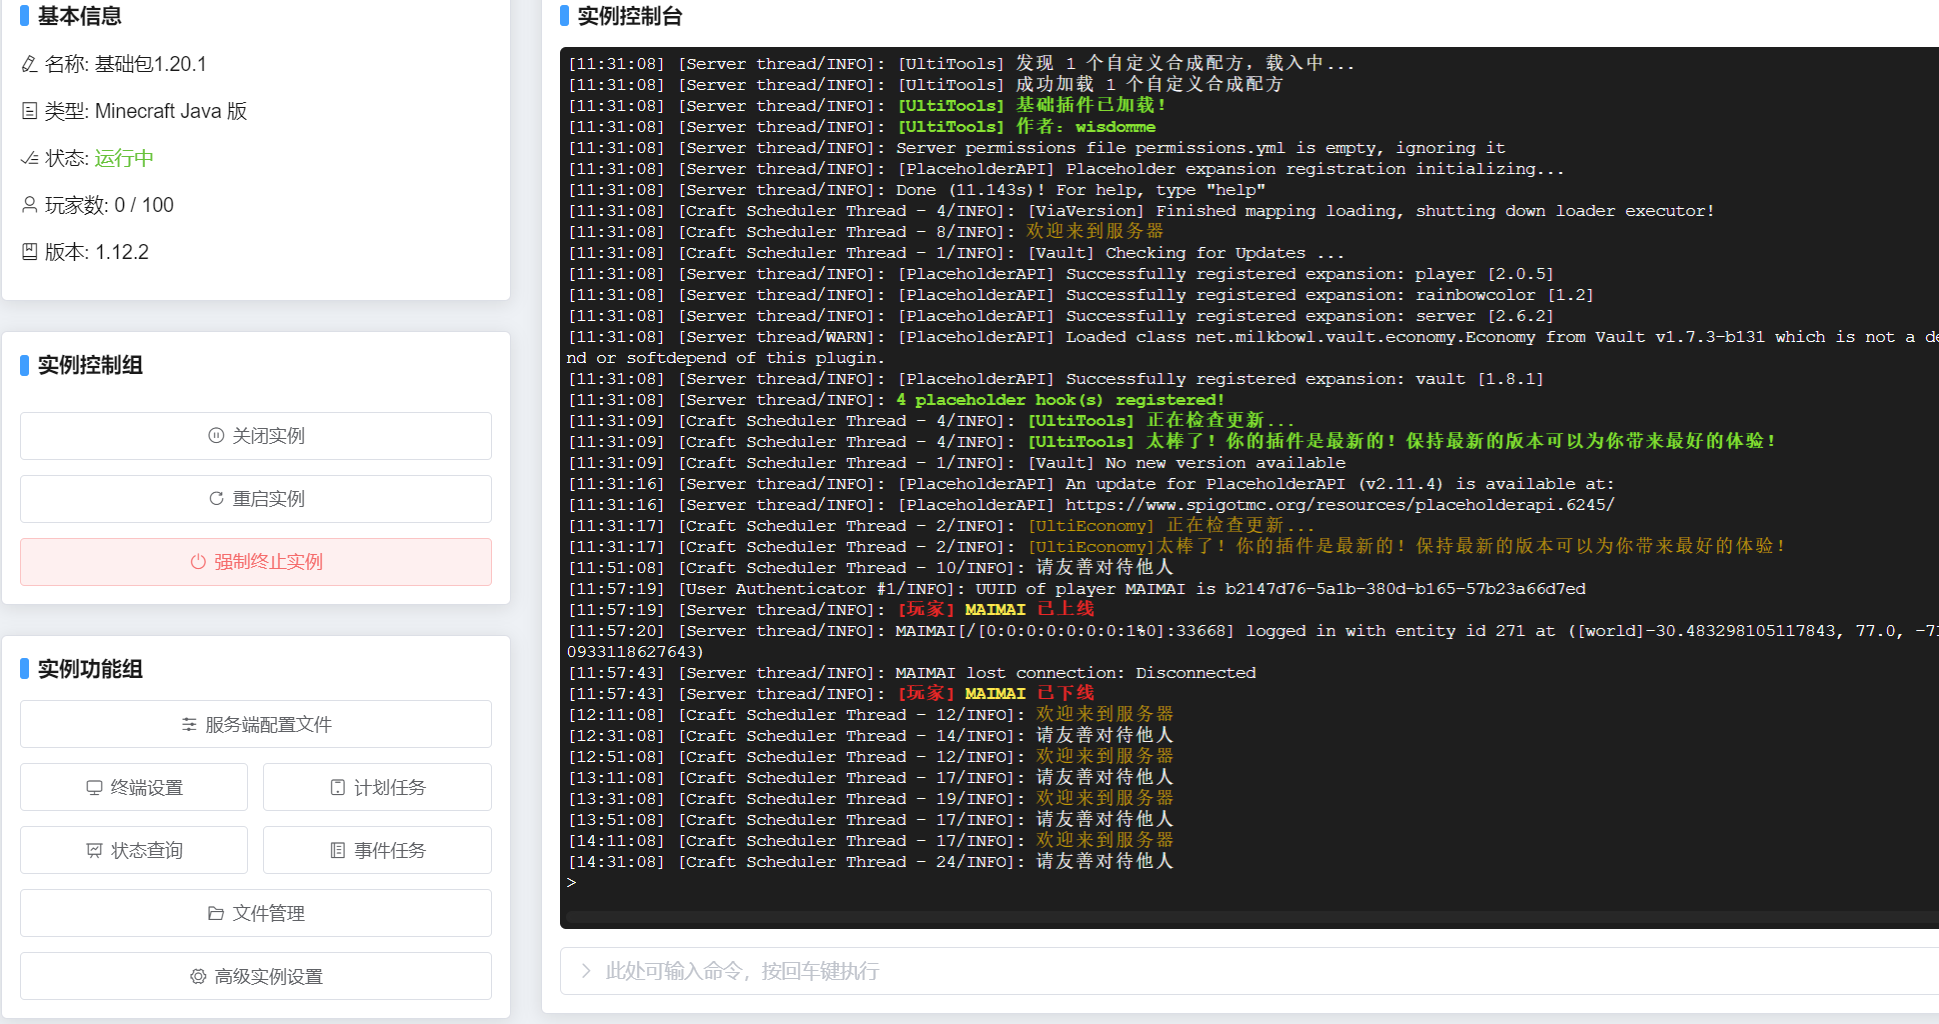 基本信息
名称: 基础包1.20.1
类型: Minecraft Java 版
状态: 运行中
玩家数: 0 / 100
版本: 1.12.2
实例控制组
关闭实例
重启实例
强制终止实例
实例功能组
服务端配置文件
终端设置
计划任务
状态查询
事件任务
文件管理
高级实例设置
实例控制台
[11:31:08] [Server thread/INFO]: [UltiTools] 发现 1 个自定义合成配方，载入中...
[11:31:08] [Server thread/INFO]: [UltiTools] 成功加载 1 个自定义合成配方
[11:31:08] [Server thread/INFO]: [UltiTools] 基础插件已加载！
[11:31:08] [Server thread/INFO]: [UltiTools] 作者：wisdomme
[11:31:08] [Server thread/INFO]: Server permissions file permissions.yml is empty, ignoring it
[11:31:08] [Server thread/INFO]: [PlaceholderAPI] Placeholder expansion registration initializing...
[11:31:08] [Server thread/INFO]: Done (11.143s)! For help, type "help"
[11:31:08] [Craft Scheduler Thread - 4/INFO]: [ViaVersion] Finished mapping loading, shutting down loader executor!
[11:31:08] [Craft Scheduler Thread - 8/INFO]: 欢迎来到服务器
[11:31:08] [Craft Scheduler Thread - 1/INFO]: [Vault] Checking for Updates ...
[11:31:08] [Server thread/INFO]: [PlaceholderAPI] Successfully registered expansion: player [2.0.5]
[11:31:08] [Server thread/INFO]: [PlaceholderAPI] Successfully registered expansion: rainbowcolor [1.2]
[11:31:08] [Server thread/INFO]: [PlaceholderAPI] Successfully registered expansion: server [2.6.2]
[11:31:08] [Server thread/WARN]: [PlaceholderAPI] Loaded class net.milkbowl.vault.economy.Economy from Vault v1.7.3-b131 which is not a de
nd or softdepend of this plugin.
[11:31:08] [Server thread/INFO]: [PlaceholderAPI] Successfully registered expansion: vault [1.8.1]
[11:31:08] [Server thread/INFO]: 4 placeholder hook(s) registered!
[11:31:09] [Craft Scheduler Thread - 4/INFO]: [UltiTools] 正在检查更新...
[11:31:09] [Craft Scheduler Thread - 4/INFO]: [UltiTools] 太棒了！你的插件是最新的！保持最新的版本可以为你带来最好的体验！
[11:31:09] [Craft Scheduler Thread - 1/INFO]: [Vault] No new version available
[11:31:16] [Server thread/INFO]: [PlaceholderAPI] An update for PlaceholderAPI (v2.11.4) is available at:
[11:31:16] [Server thread/INFO]: [PlaceholderAPI] https://www.spigotmc.org/resources/placeholderapi.6245/
[11:31:17] [Craft Scheduler Thread - 2/INFO]: [UltiEconomy] 正在检查更新...
[11:31:17] [Craft Scheduler Thread - 2/INFO]: [UltiEconomy]太棒了！你的插件是最新的！保持最新的版本可以为你带来最好的体验！
[11:51:08] [Craft Scheduler Thread - 10/INFO]: 请友善对待他人
[11:57:19] [User Authenticator #1/INFO]: UUID of player MAIMAI is b2147d76-5a1b-380d-b165-57b23a66d7ed
[11:57:19] [Server thread/INFO]: [玩家] MAIMAI 已上线
[11:57:20] [Server thread/INFO]: MAIMAI[/[0:0:0:0:0:0:0:1%0]:33668] logged in with entity id 271 at ([world]-30.483298105117843, 77.0, -71
0933118627643)
[11:57:43] [Server thread/INFO]: MAIMAI lost connection: Disconnected
[11:57:43] [Server thread/INFO]: [玩家] MAIMAI 已下线
[12:11:08] [Craft Scheduler Thread - 12/INFO]: 欢迎来到服务器
[12:31:08] [Craft Scheduler Thread - 14/INFO]: 请友善对待他人
[12:51:08] [Craft Scheduler Thread - 12/INFO]: 欢迎来到服务器
[13:11:08] [Craft Scheduler Thread - 17/INFO]: 请友善对待他人
[13:31:08] [Craft Scheduler Thread - 19/INFO]: 欢迎来到服务器
[13:51:08] [Craft Scheduler Thread - 17/INFO]: 请友善对待他人
[14:11:08] [Craft Scheduler Thread - 17/INFO]: 欢迎来到服务器
[14:31:08] [Craft Scheduler Thread - 24/INFO]: 请友善对待他人
>
此处可输入命令，按回车键执行